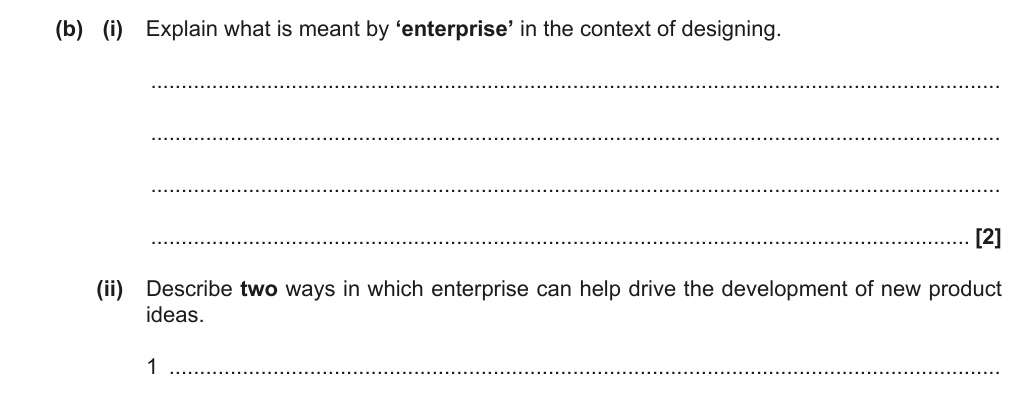 (b) (i) Explain what is meant by ‘enterprise’ in the context of designing.
..........................................................................................................................................
..........................................................................................................................................
..........................................................................................................................................
..................................................................................................................................... [2]
(ii) Describe two ways in which enterprise can help drive the development of new product
ideas.
1 .......................................................................................................................................